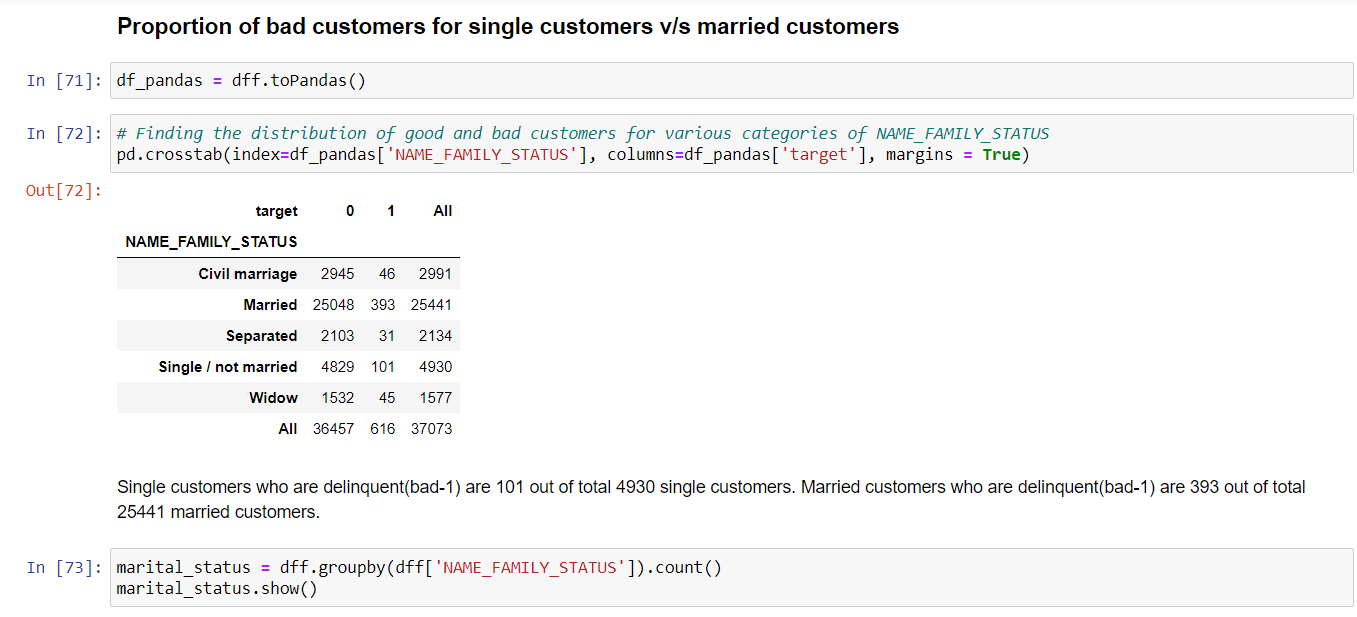 Proportion of bad customers for single customers v/s married customers
In [71]: df_pandas = dff.toPandas()
In [72]: # Finding the distribution of good and bad customers for various categories of NAME_FAMILY_STATUS
pd.crosstab(index=df_pandas['NAME_FAMILY_STATUS'], columns=df_pandas['target'], margins = True)
Out[72]:
target 0 1 All
NAME_FAMILY_STATUS
Civil marriage 2945 46 2991
Married 25048 393 25441
Separated 2103 31 2134
Single / not married 4829 101 4930
Widow 1532 45 1577
All 36457 616 37073
Single customers who are delinquent(bad-1) are 101 out of total 4930 single customers. Married customers who are delinquent(bad-1) are 393 out of total
25441 married customers.
In [73]: marital_status = dff.groupby(dff['NAME_FAMILY_STATUS']).count()
marital_status.show()